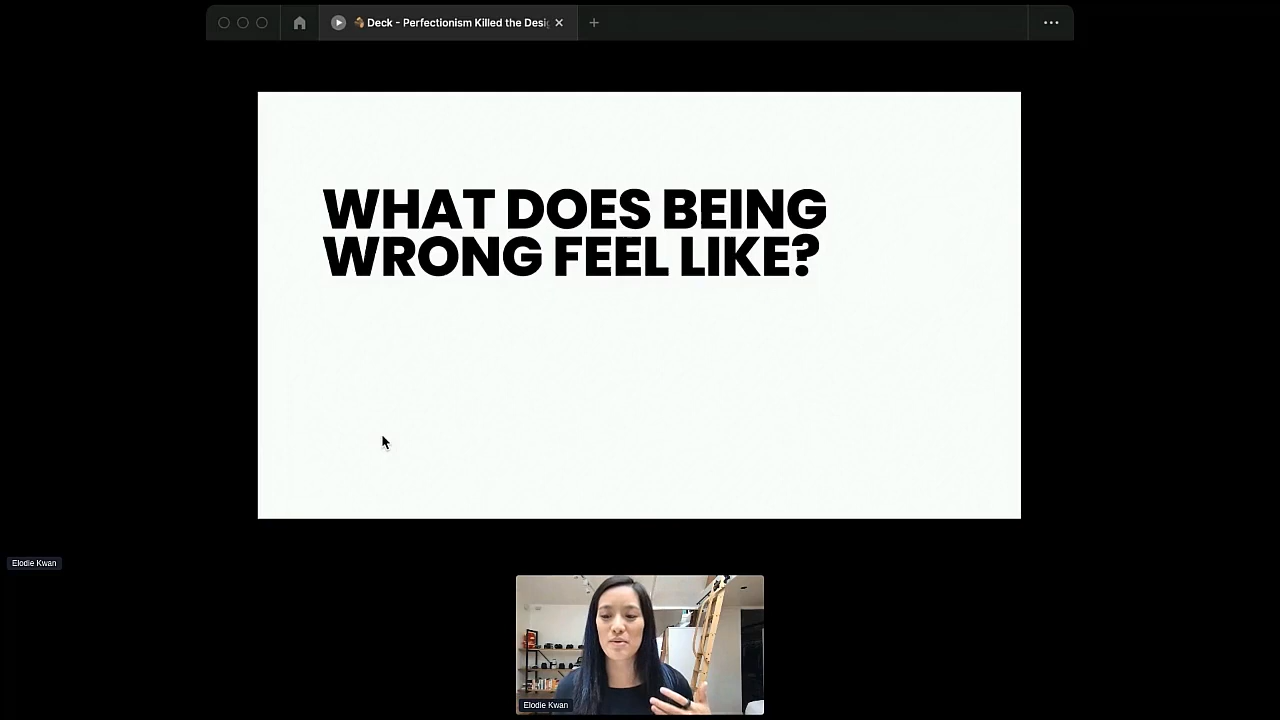 Deck - Perfectionism Killed the Desi
WHAT DOES BEING
WRONG FEEL LIKE?
Elodie Kwan
Elodie Kwan